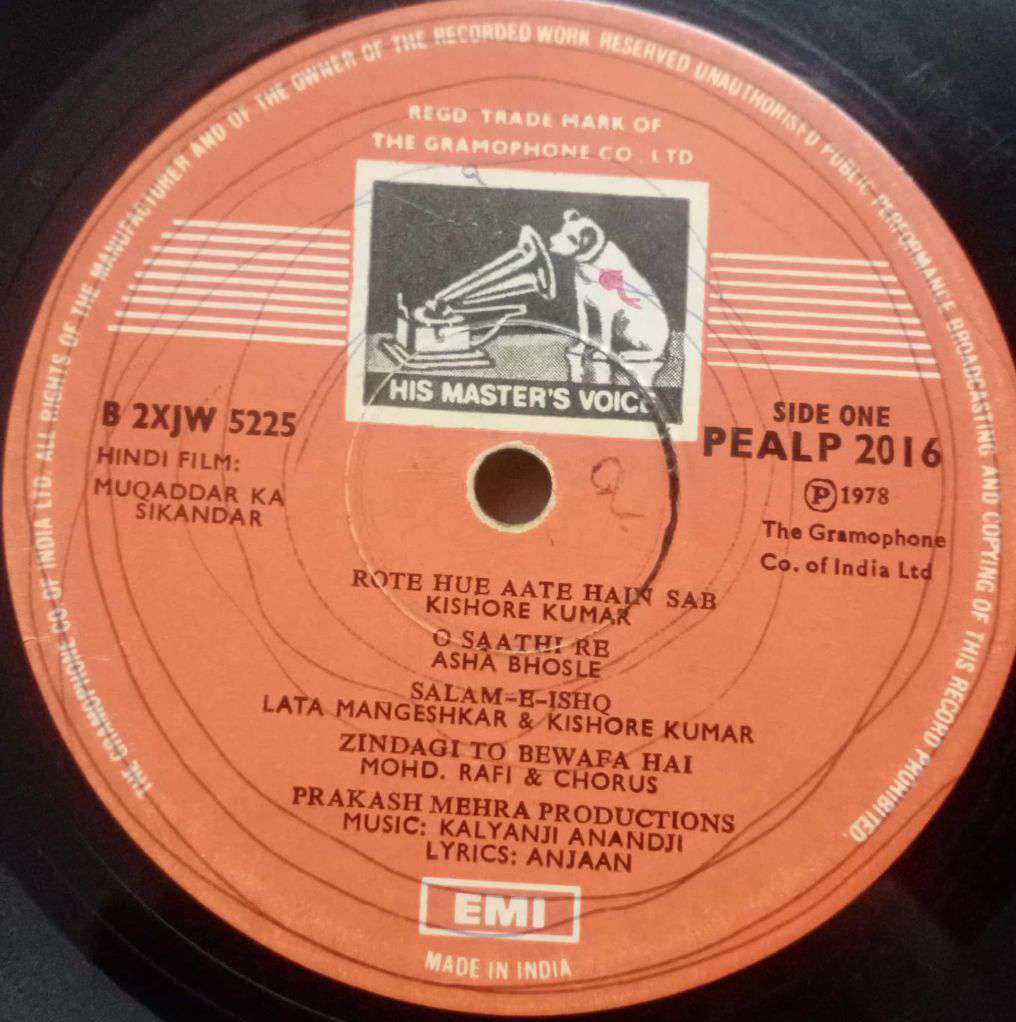 THE GRAMOPHONE CO OF INDIA LTD ALL RIGHTS OF THE MANUFACTURER AND OF THE OWNER OF THE RECORDED WORK RESERVED UNAUTHORISED PUBLIC PERFORMANCE BROADCASTING AND COPYING OF THIS RECORD PROHIBITED.
REGD TRADE MARK OF
THE GRAMOPHONE CO. LTD
HIS MASTER'S VOICE
B 2XJW 5225
HINDI FILM:
MUQADDAR KA
SIKANDAR
SIDE ONE
PEALP 2016
Ⓟ 1978
The Gramophone
Co. of India Ltd
ROTE HUE AATE HAIN SAB
KISHORE KUMAR
O SAATHI RE
ASHA BHOSLE
SALAM-E-ISHQ
LATA MANGESHKAR & KISHORE KUMAR
ZINDAGI TO BEWAFA HAI
MOHD. RAFI & CHORUS
PRAKASH MEHRA PRODUCTIONS
MUSIC: KALYANJI ANANDJI
LYRICS: ANJAAN
EMI
MADE IN INDIA